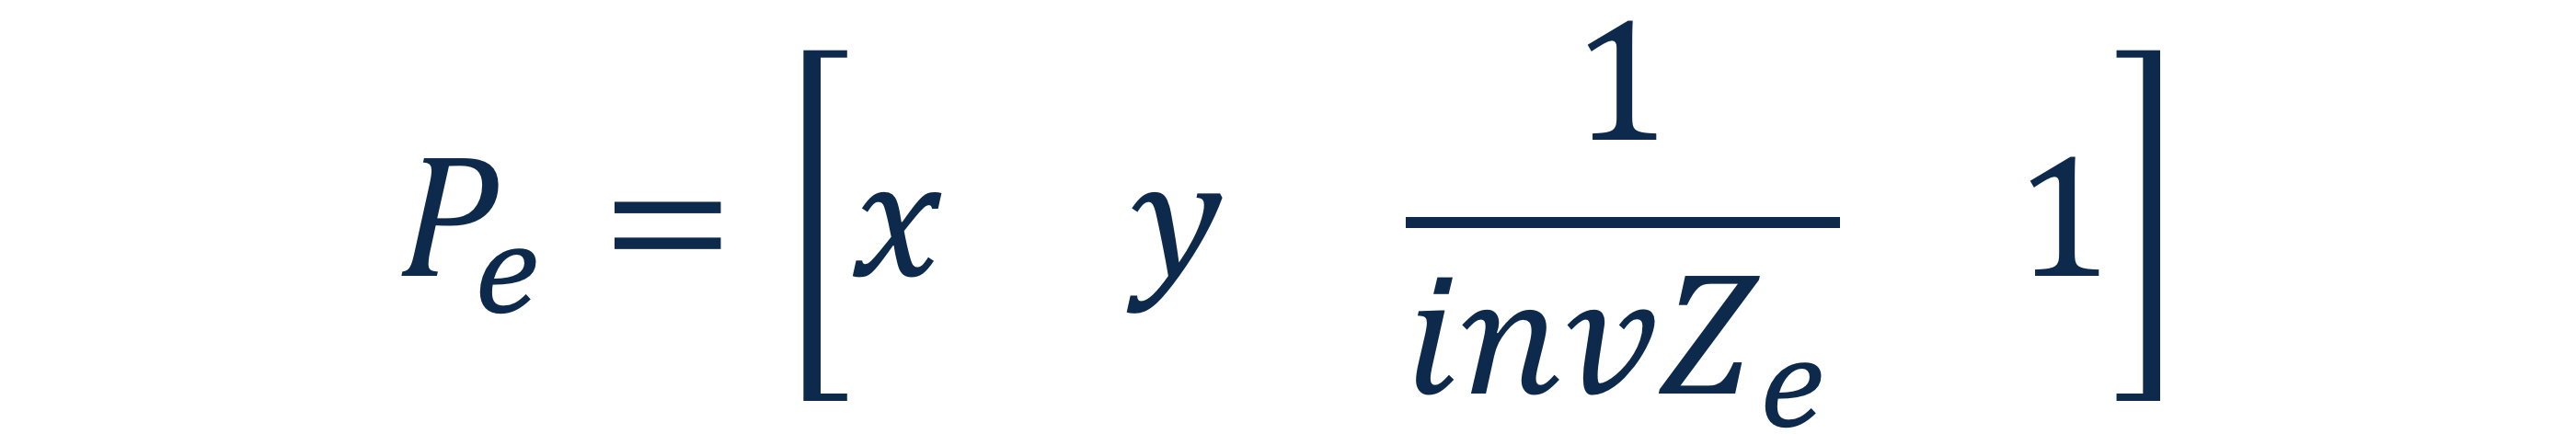 P_e = [x y 1/invZ_e 1]